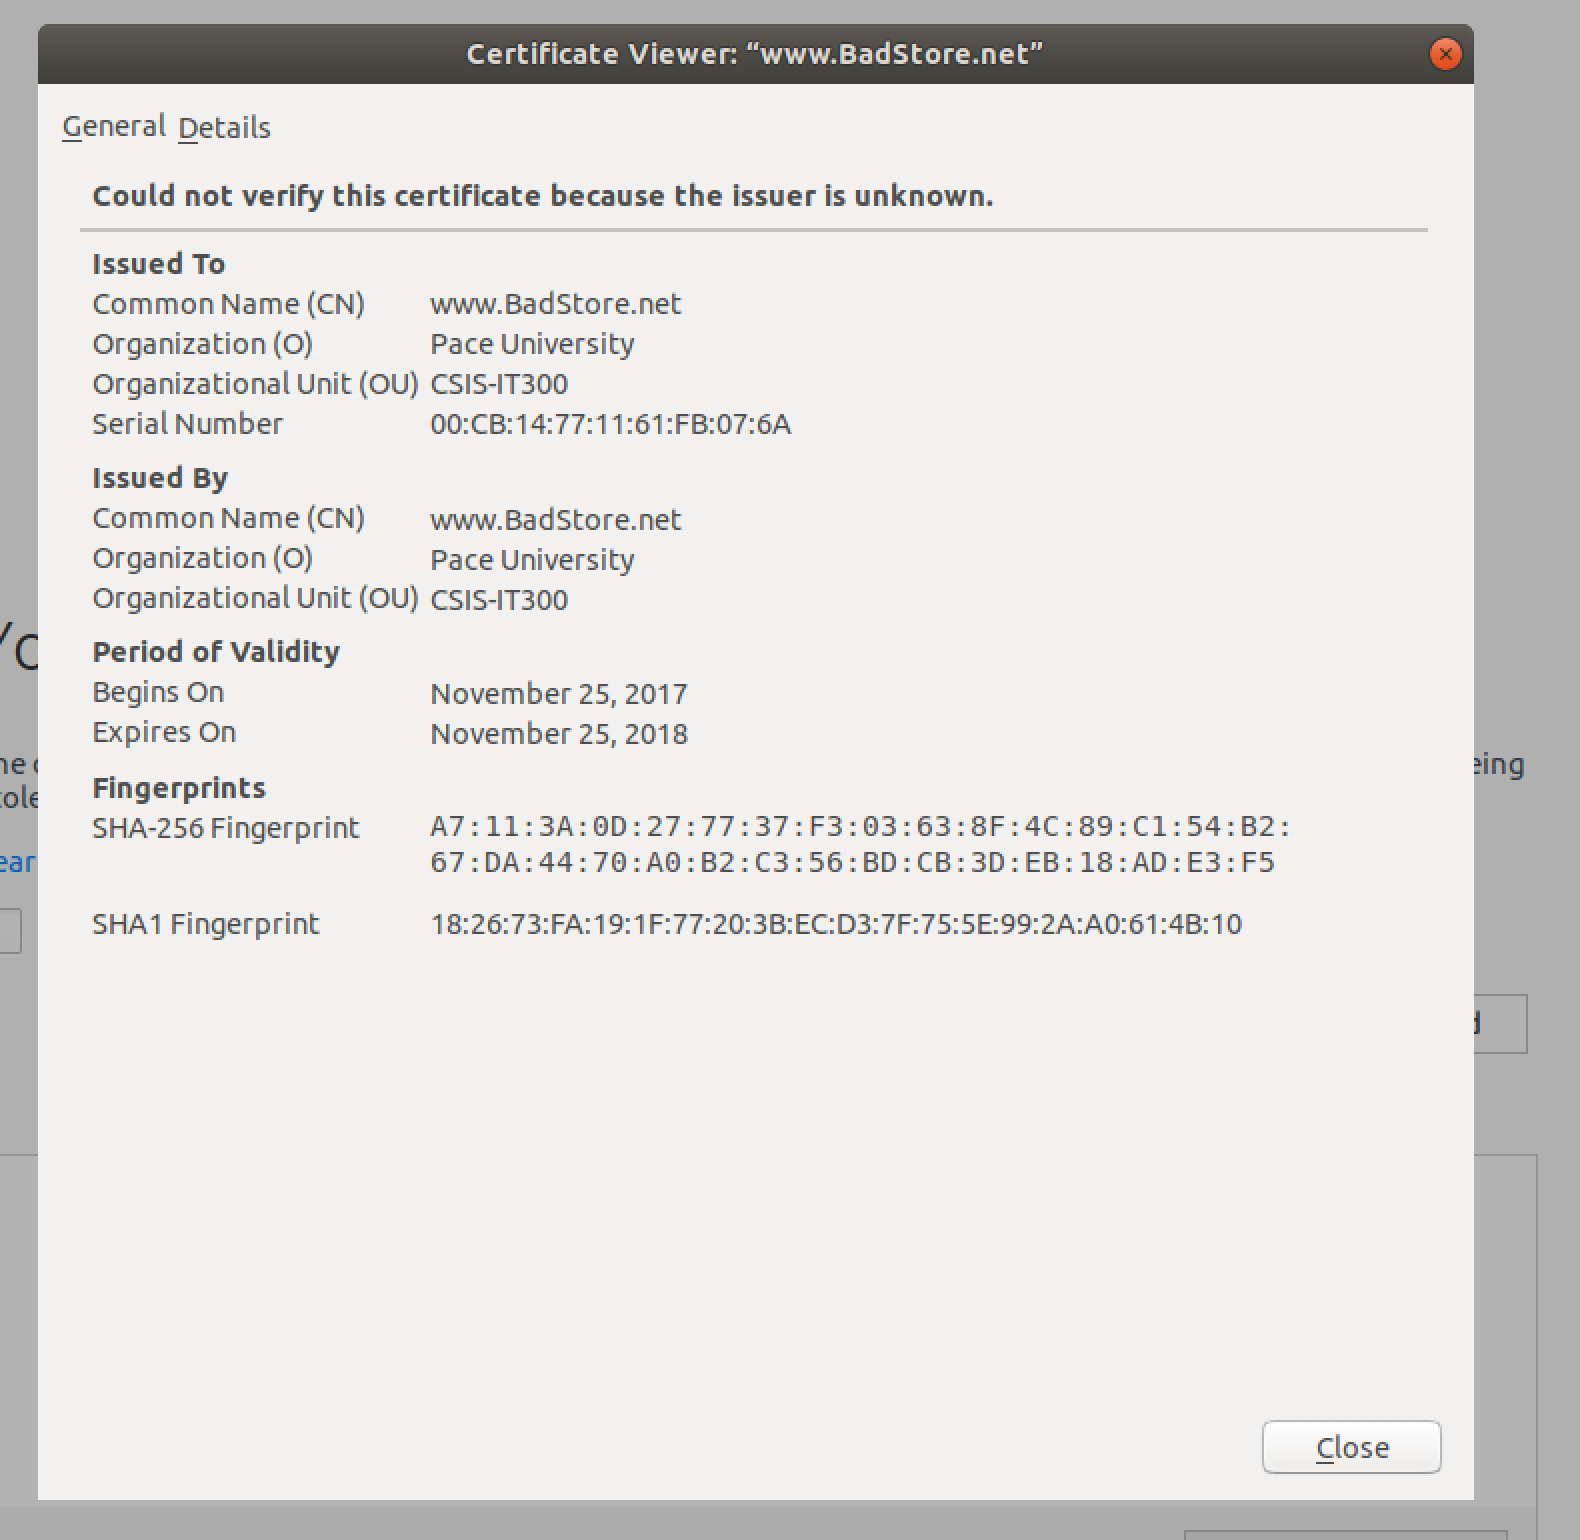 Certificate Viewer: “www.BadStore.net”
General Details
Could not verify this certificate because the issuer is unknown.
Issued To
Common Name (CN) www.BadStore.net
Organization (O) Pace University
Organizational Unit (OU) CSIS-IT300
Serial Number 00:CB:14:77:11:61:FB:07:6A
Issued By
Common Name (CN) www.BadStore.net
Organization (O) Pace University
Organizational Unit (OU) CSIS-IT300
Period of Validity
Begins On November 25, 2017
Expires On November 25, 2018
Fingerprints
SHA-256 Fingerprint A7:11:3A:0D:27:77:37:F3:03:63:8F:4C:89:C1:54:B2:
67:DA:44:70:A0:B2:C3:56:BD:CB:3D:EB:18:AD:E3:F5
SHA1 Fingerprint 18:26:73:FA:19:1F:77:20:3B:EC:D3:7F:75:5E:99:2A:A0:61:4B:10
Close